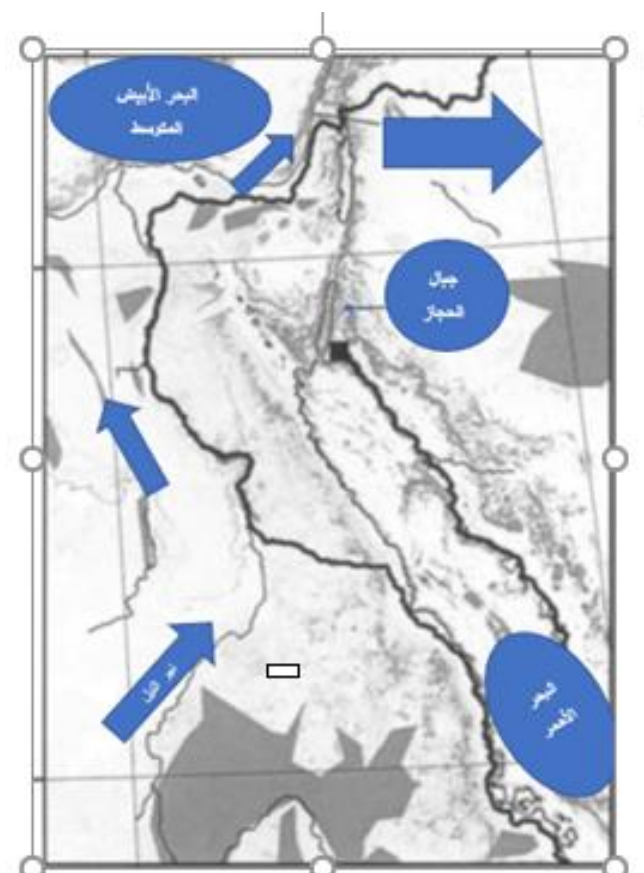 البحر الأبيض
المتوسط
جبال
الحجاز
نهر النيل
البحر
الأحمر